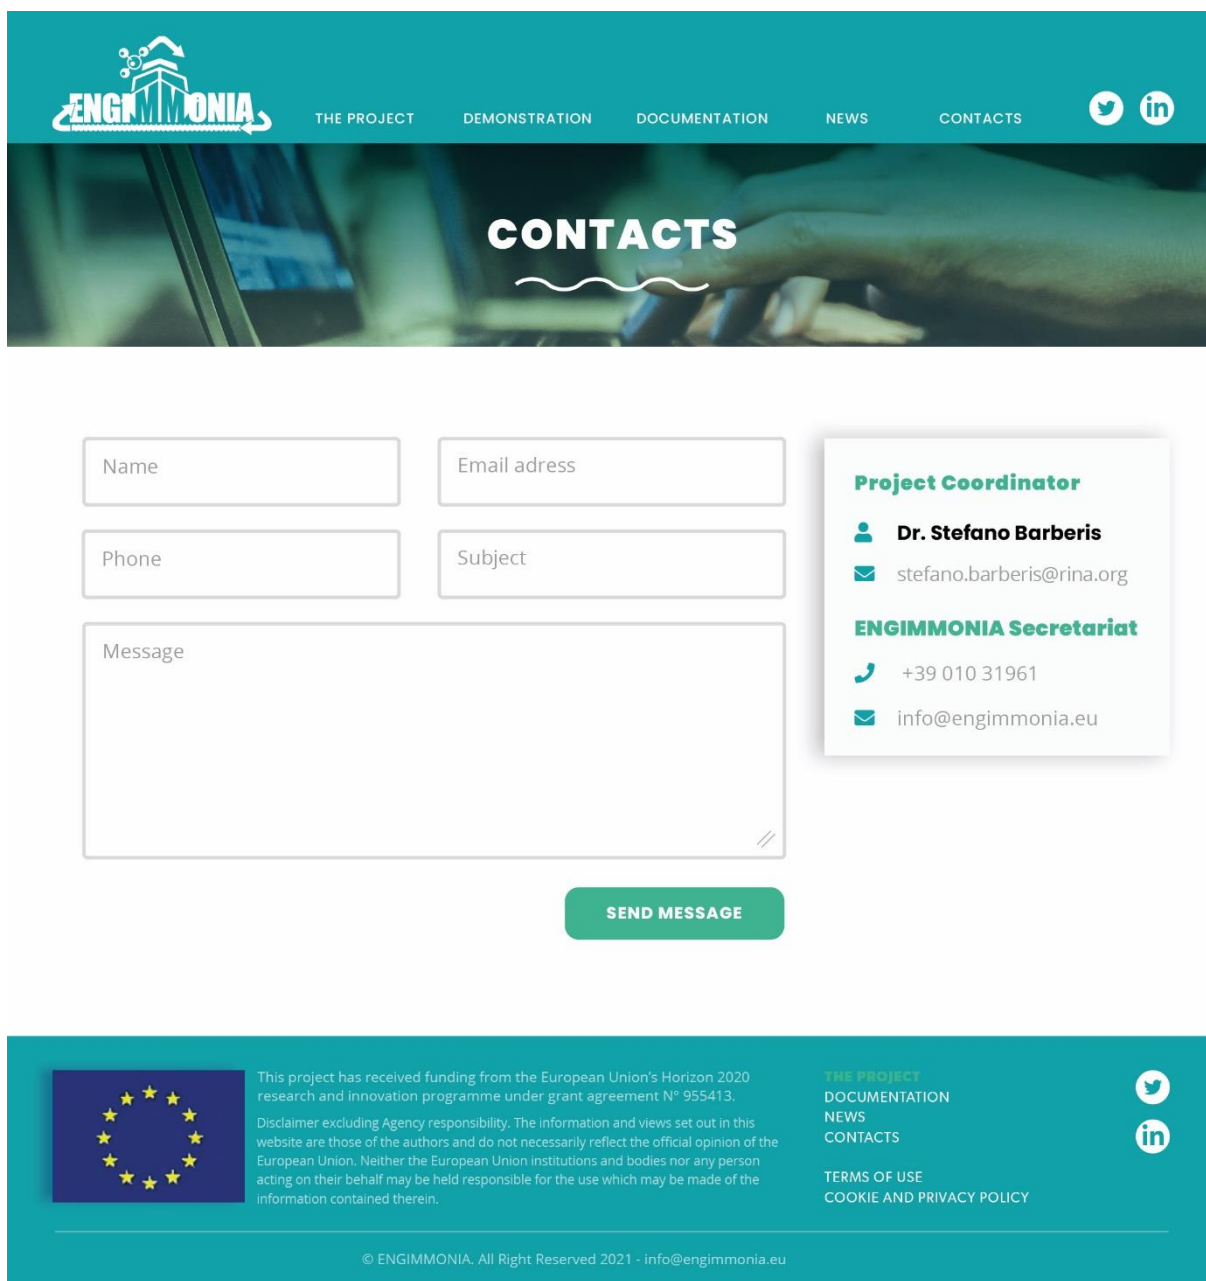 ENGIMMONIA
THE PROJECT DEMONSTRATION DOCUMENTATION NEWS CONTACTS
in
CONTACTS
Name
Email adress
Phone
Subject
Message
SEND MESSAGE
Project Coordinator
Dr. Stefano Barberis
stefano.barberis@rina.org
ENGIMMONIA Secretariat
+39 010 31961
info@engimmonia.eu
This project has received funding from the European Union’s Horizon 2020
research and innovation programme under grant agreement N° 955413.
Disclaimer excluding Agency responsibility. The information and views set out in this
website are those of the authors and do not necessarily reflect the official opinion of the
European Union. Neither the European Union institutions and bodies nor any person
acting on their behalf may be held responsible for the use which may be made of the
information contained therein.
THE PROJECT
DOCUMENTATION
NEWS
CONTACTS
TERMS OF USE
COOKIE AND PRIVACY POLICY
in
© ENGIMMONIA. All Right Reserved 2021 - info@engimmonia.eu